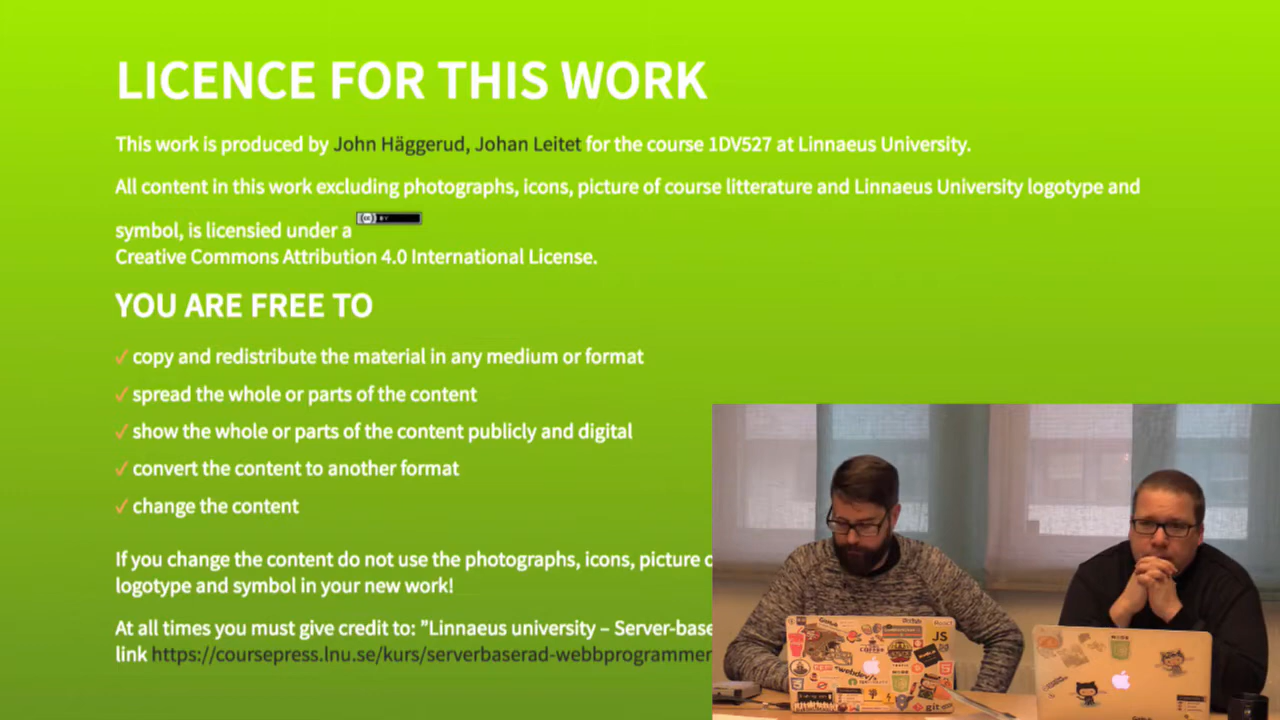 LICENCE FOR THIS WORK
This work is produced by John Häggerud, Johan Leitet for the course 1DV527 at Linnaeus University.
All content in this work excluding photographs, icons, picture of course litterature and Linnaeus University logotype and
symbol, is licensied under a (cc) BY
Creative Commons Attribution 4.0 International License.
YOU ARE FREE TO
✓ copy and redistribute the material in any medium or format
✓ spread the whole or parts of the content
✓ show the whole or parts of the content publicly and digital
✓ convert the content to another format
✓ change the content
If you change the content do not use the photographs, icons, picture
logotype and symbol in your new work!
At all times you must give credit to: ”Linnaeus university – Server-base
link https://coursepress.lnu.se/kurs/serverbaserad-webbprogrammer
JS
git